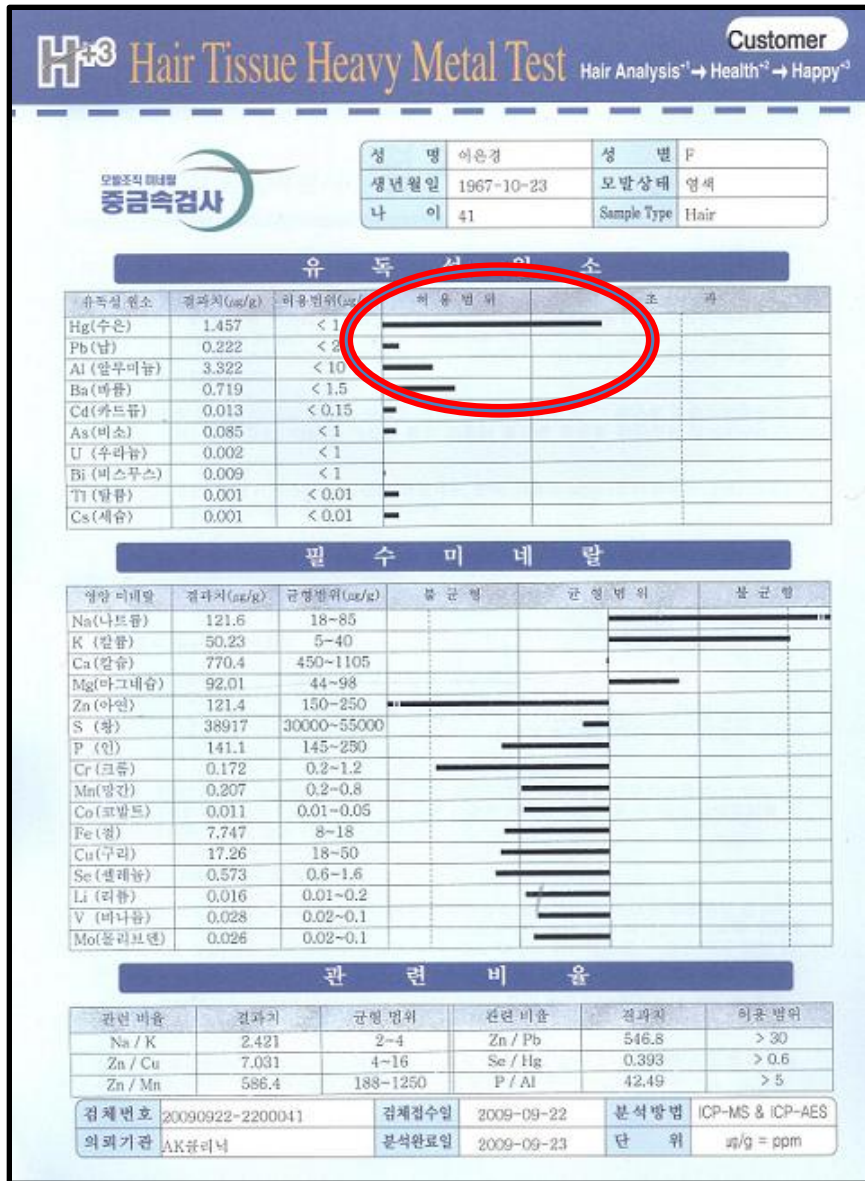 Customer
H+3 Hair Tissue Heavy Metal Test Hair Analysis+1→ Health+2→ Happy+3
모발조직 미네랄
중금속검사
성 명 이은경 성 별 F
생년월일 1967-10-23 모발상태 염색
나 이 41 Sample Type Hair
유 독 성 원 소
유독성 원소 결과치(㎍/g) 허용범위(㎍/ 허 용 범 위 초 과
Hg(수은) 1.457 < 1
Pb(납) 0.222 < 2
Al (알루미늄) 3.322 < 10
Ba(바륨) 0.719 < 1.5
Cd(카드뮴) 0.013 < 0.15
As(비소) 0.085 < 1
U (우라늄) 0.002 < 1
Bi (비스무스) 0.009 < 1
Tl (탈륨) 0.001 < 0.01
Cs(세슘) 0.001 < 0.01
필 수 미 네 랄
영양 미네랄 결과치(㎍/g) 균형범위(㎍/g) 불 균 형 균 형 범 위 불 균 형
Na(나트륨) 121.6 18~85
K (칼륨) 50.23 5~40
Ca(칼슘) 770.4 450~1105
Mg(마그네슘) 92.01 44~98
Zn(아연) 121.4 150~250
S (황) 38917 30000~55000
P (인) 141.1 145~250
Cr(크롬) 0.172 0.2~1.2
Mn(망간) 0.207 0.2~0.8
Co(코발트) 0.011 0.01~0.05
Fe(철) 7.747 8~18
Cu(구리) 17.26 18~50
Se(셀레늄) 0.573 0.6~1.6
Li (리튬) 0.016 0.01~0.2
V (바나듐) 0.028 0.02~0.1
Mo(몰리브덴) 0.026 0.02~0.1
관 련 비 율
관련 비율 결과치 균형 범위 관련 비율 결과치 허용 범위
Na / K 2.421 2~4 Zn / Pb 546.8 > 30
Zn / Cu 7.031 4~16 Se / Hg 0.393 > 0.6
Zn / Mn 586.4 188~1250 P / Al 42.49 > 5
검체번호 20090922-2200041 검체접수일 2009-09-22 분석방법 ICP-MS & ICP-AES
의뢰기관 AK클리닉 분석완료일 2009-09-23 단 위 ㎍/g = ppm